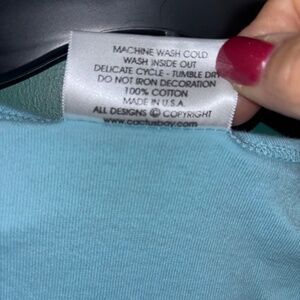 MACHINE WASH COLD
WASH INSIDE OUT
DELICATE CYCLE - TUMBLE DRY
DO NOT IRON DECORATION
100% COTTON
MADE IN U.S.A.
ALL DESIGNS © COPYRIGHT
www.cactusbay.com